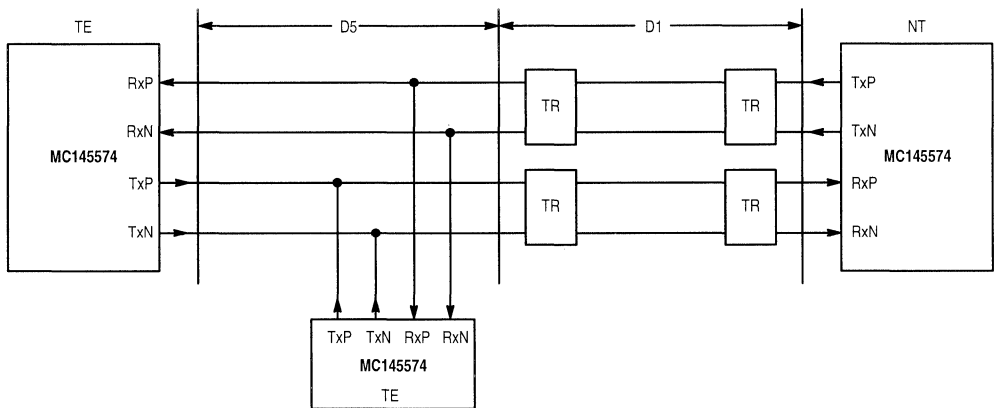 TE
D5
D1
NT
RxP
RxN
MC145574
TxP
TxN
TR
TR
TR
TR
TxP
TxN
MC145574
RxP
RxN
TxP TxN RxP RxN
MC145574
TE